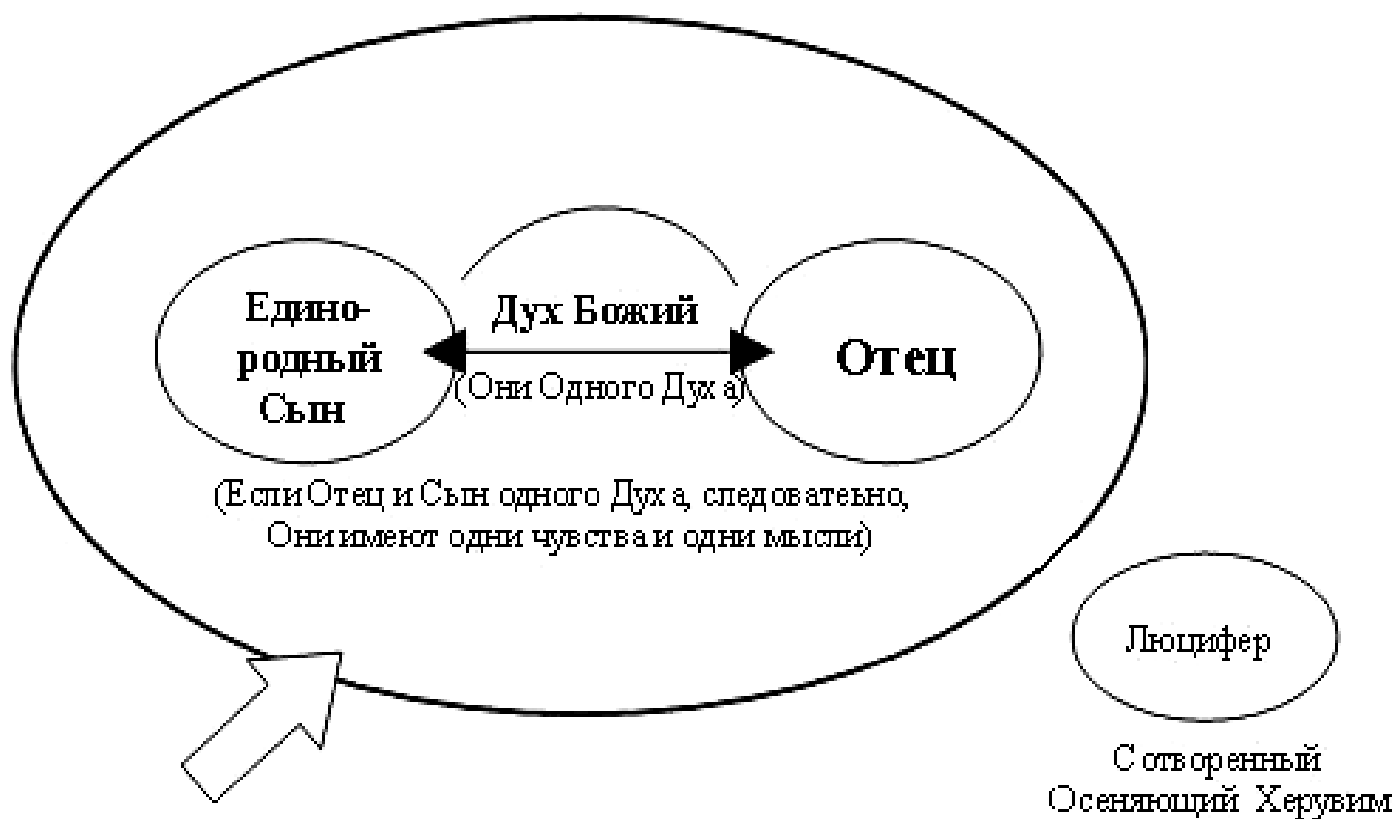 Едино-
родный
Сын
Дух Божий
(Они Одного Духа)
Отец
(Если Отец и Сын одного Духа, следоватеьно,
Они имеют одни чувства и одни мысли)
Люцифер
Сотворенный
Осеняющий Херувим